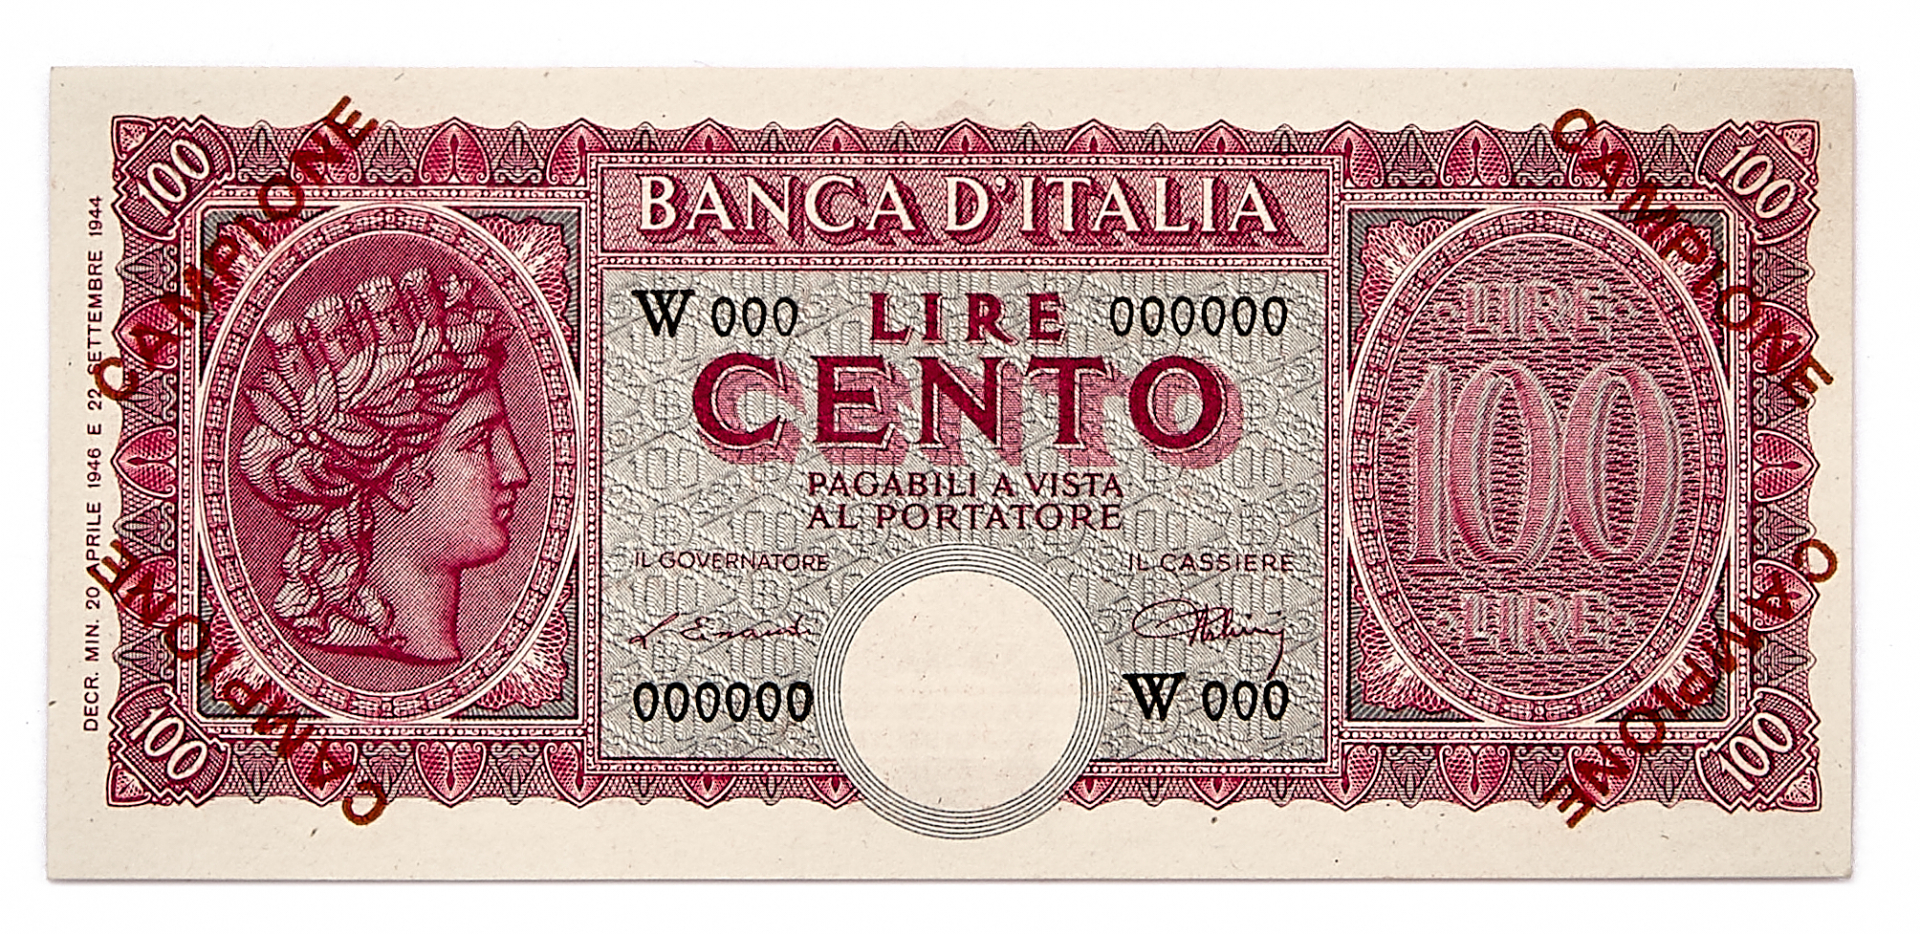 CAMPIONE
CAMPIONE
100
100
BANCA D'ITALIA
DECR. MIN. 20 APRILE 1946 E 22 SETTEMBRE 1944
W 000 LIRE 000000
CENTO
PAGABILI A VISTA
AL PORTATORE
IL GOVERNATORE
IL CASSIERE
L Einaudi
000000
W 000
LIRE
100
LIRE
CAMPIONE
CAMPIONE
100
100